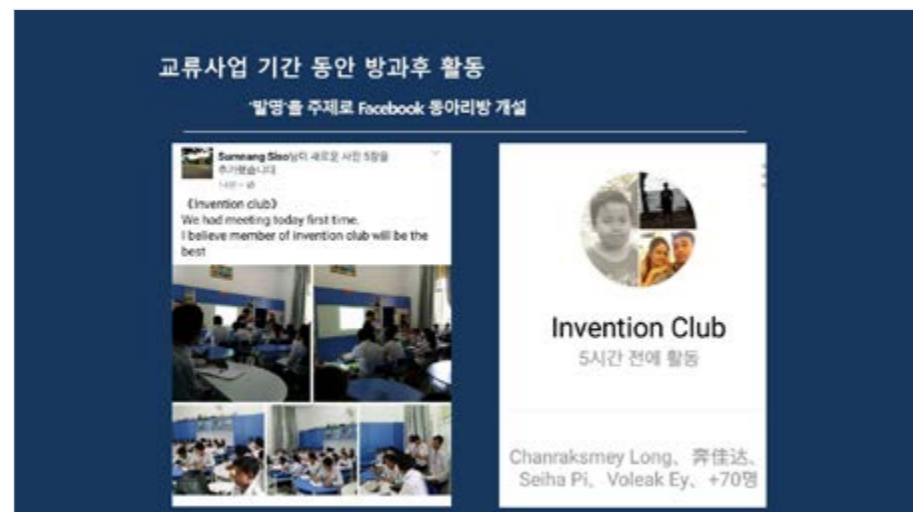 교류사업 기간 동안 방과후 활동
'발명'을 주제로 Facebook 동아리방 개설
Sumnang Siso님이 새로운 사진 5장을
추가했습니다
《Invention club》
We had meeting today first time.
I believe member of invention club will be the
best
Invention Club
5시간 전에 활동
Chanraksmey Long、奔佳达、
Seiha Pi、Voleak Ey、+70명